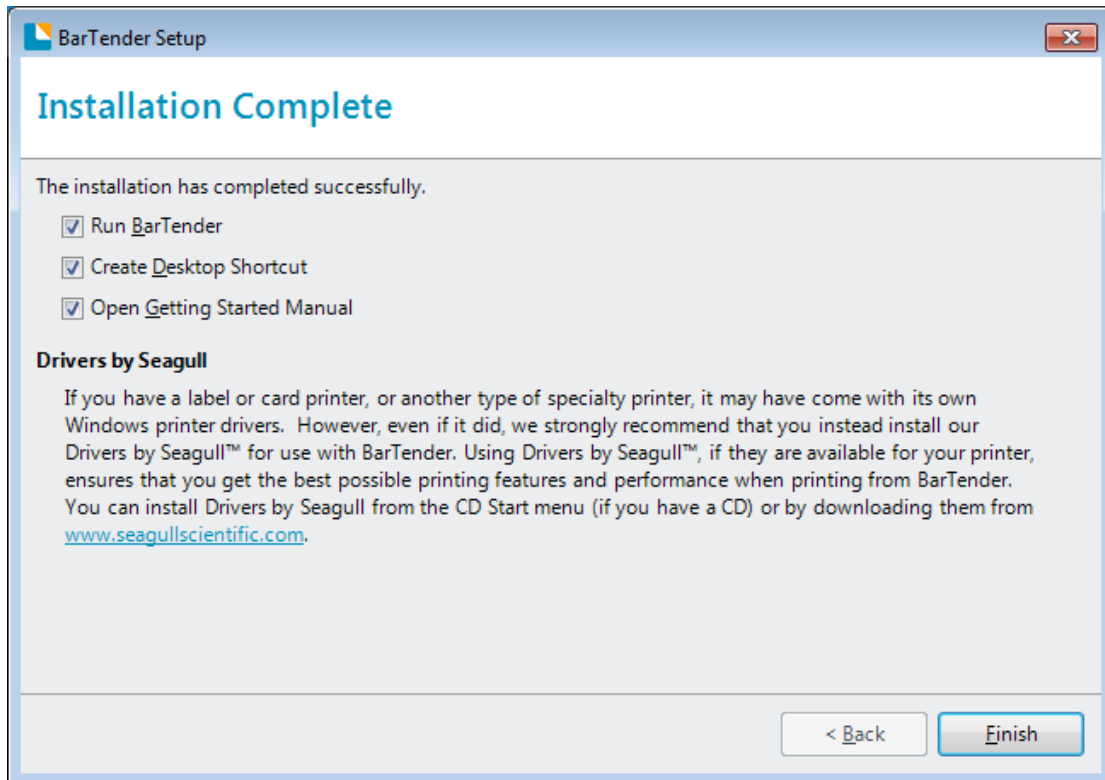 BarTender Setup
Installation Complete
The installation has completed successfully.
Run BarTender
Create Desktop Shortcut
Open Getting Started Manual
Drivers by Seagull
If you have a label or card printer, or another type of specialty printer, it may have come with its own
Windows printer drivers.  However, even if it did, we strongly recommend that you instead install our
Drivers by Seagull™ for use with BarTender. Using Drivers by Seagull™, if they are available for your printer,
ensures that you get the best possible printing features and performance when printing from BarTender.
You can install Drivers by Seagull from the CD Start menu (if you have a CD) or by downloading them from
www.seagullscientific.com.
< Back
Finish